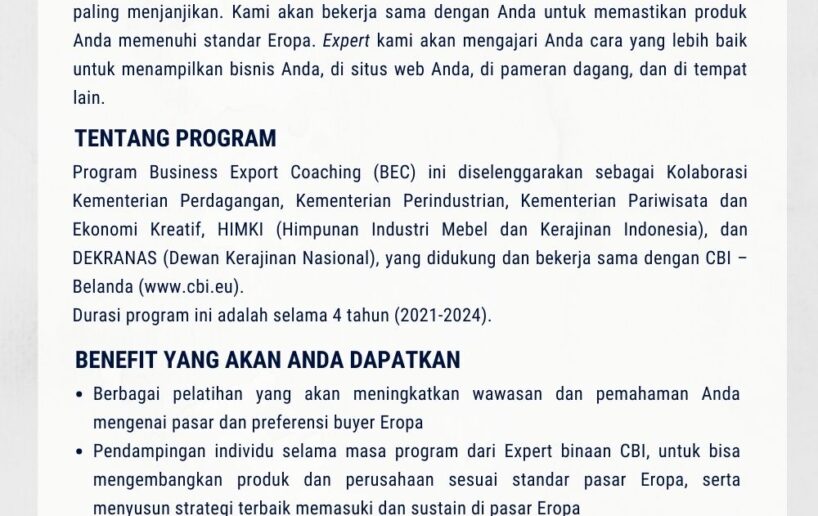 paling menjanjikan. Kami akan bekerja sama dengan Anda untuk memastikan produk
Anda memenuhi standar Eropa. Expert kami akan mengajari Anda cara yang lebih baik
untuk menampilkan bisnis Anda, di situs web Anda, di pameran dagang, dan di tempat
lain.
TENTANG PROGRAM
Program Business Export Coaching (BEC) ini diselenggarakan sebagai Kolaborasi
Kementerian Perdagangan, Kementerian Perindustrian, Kementerian Pariwisata dan
Ekonomi Kreatif, HIMKI (Himpunan Industri Mebel dan Kerajinan Indonesia), dan
DEKRANAS (Dewan Kerajinan Nasional), yang didukung dan bekerja sama dengan CBI –
Belanda (www.cbi.eu).
Durasi program ini adalah selama 4 tahun (2021-2024).
BENEFIT YANG AKAN ANDA DAPATKAN
• Berbagai pelatihan yang akan meningkatkan wawasan dan pemahaman Anda
mengenai pasar dan preferensi buyer Eropa
• Pendampingan individu selama masa program dari Expert binaan CBI, untuk bisa
mengembangkan produk dan perusahaan sesuai standar pasar Eropa, serta
menyusun strategi terbaik memasuki dan sustain di pasar Eropa